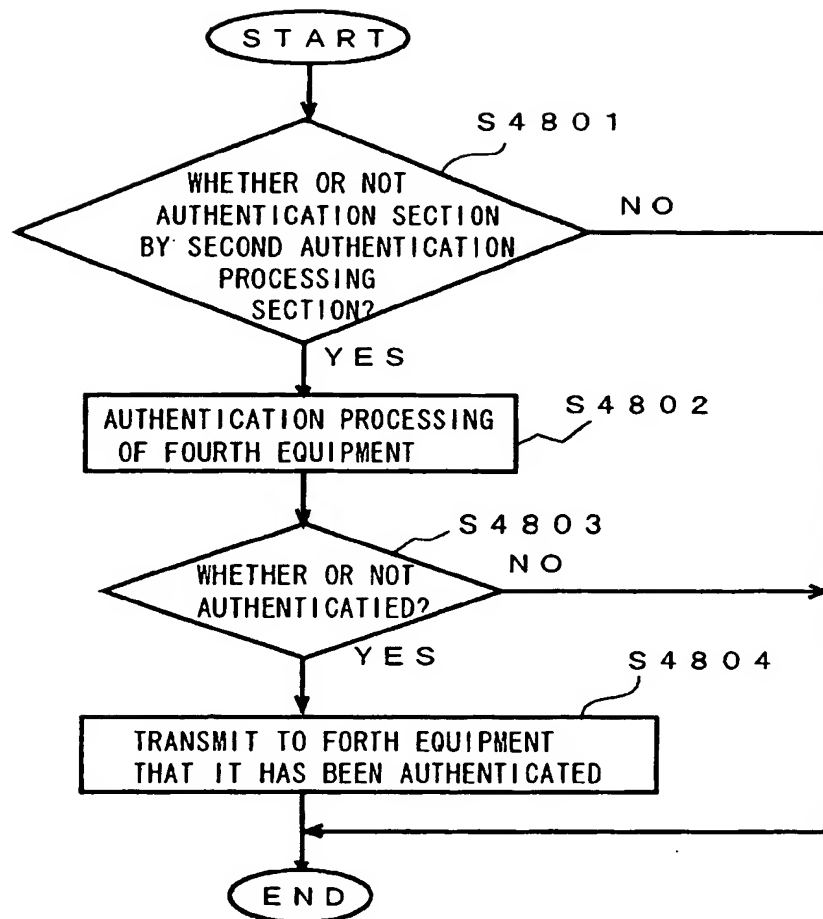 START
S4801
WHETHER OR NOT
AUTHENTICATION SECTION
BY SECOND AUTHENTICATION
PROCESSING
SECTION?
NO
YES
S4802
AUTHENTICATION PROCESSING
OF FOURTH EQUIPMENT
S4803
WHETHER OR NOT
AUTHENTICATIED?
NO
YES
S4804
TRANSMIT TO FORTH EQUIPMENT
THAT IT HAS BEEN AUTHENTICATED
END